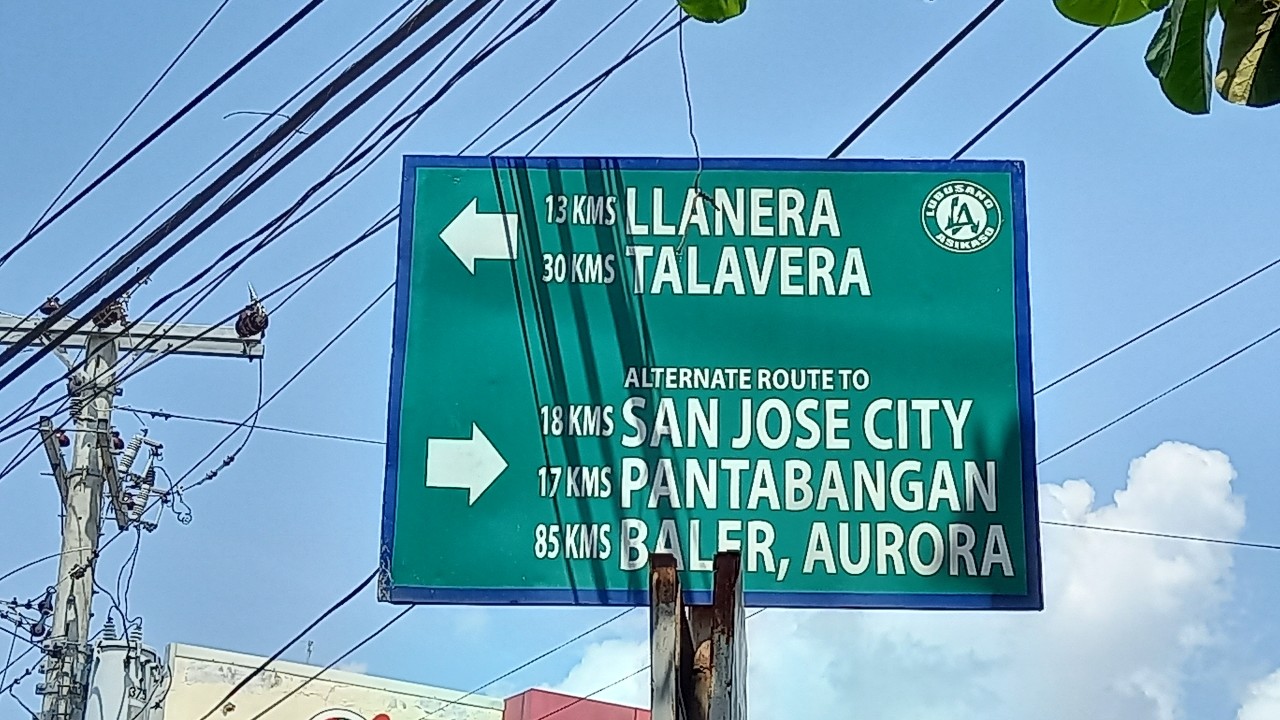 13 KMS LLANERA
30 KMS TALAVERA
LUBUSANG
ASIKASO
ALTERNATE ROUTE TO
18 KMS SAN JOSE CITY
17 KMS PANTABANGAN
85 KMS BALER, AURORA